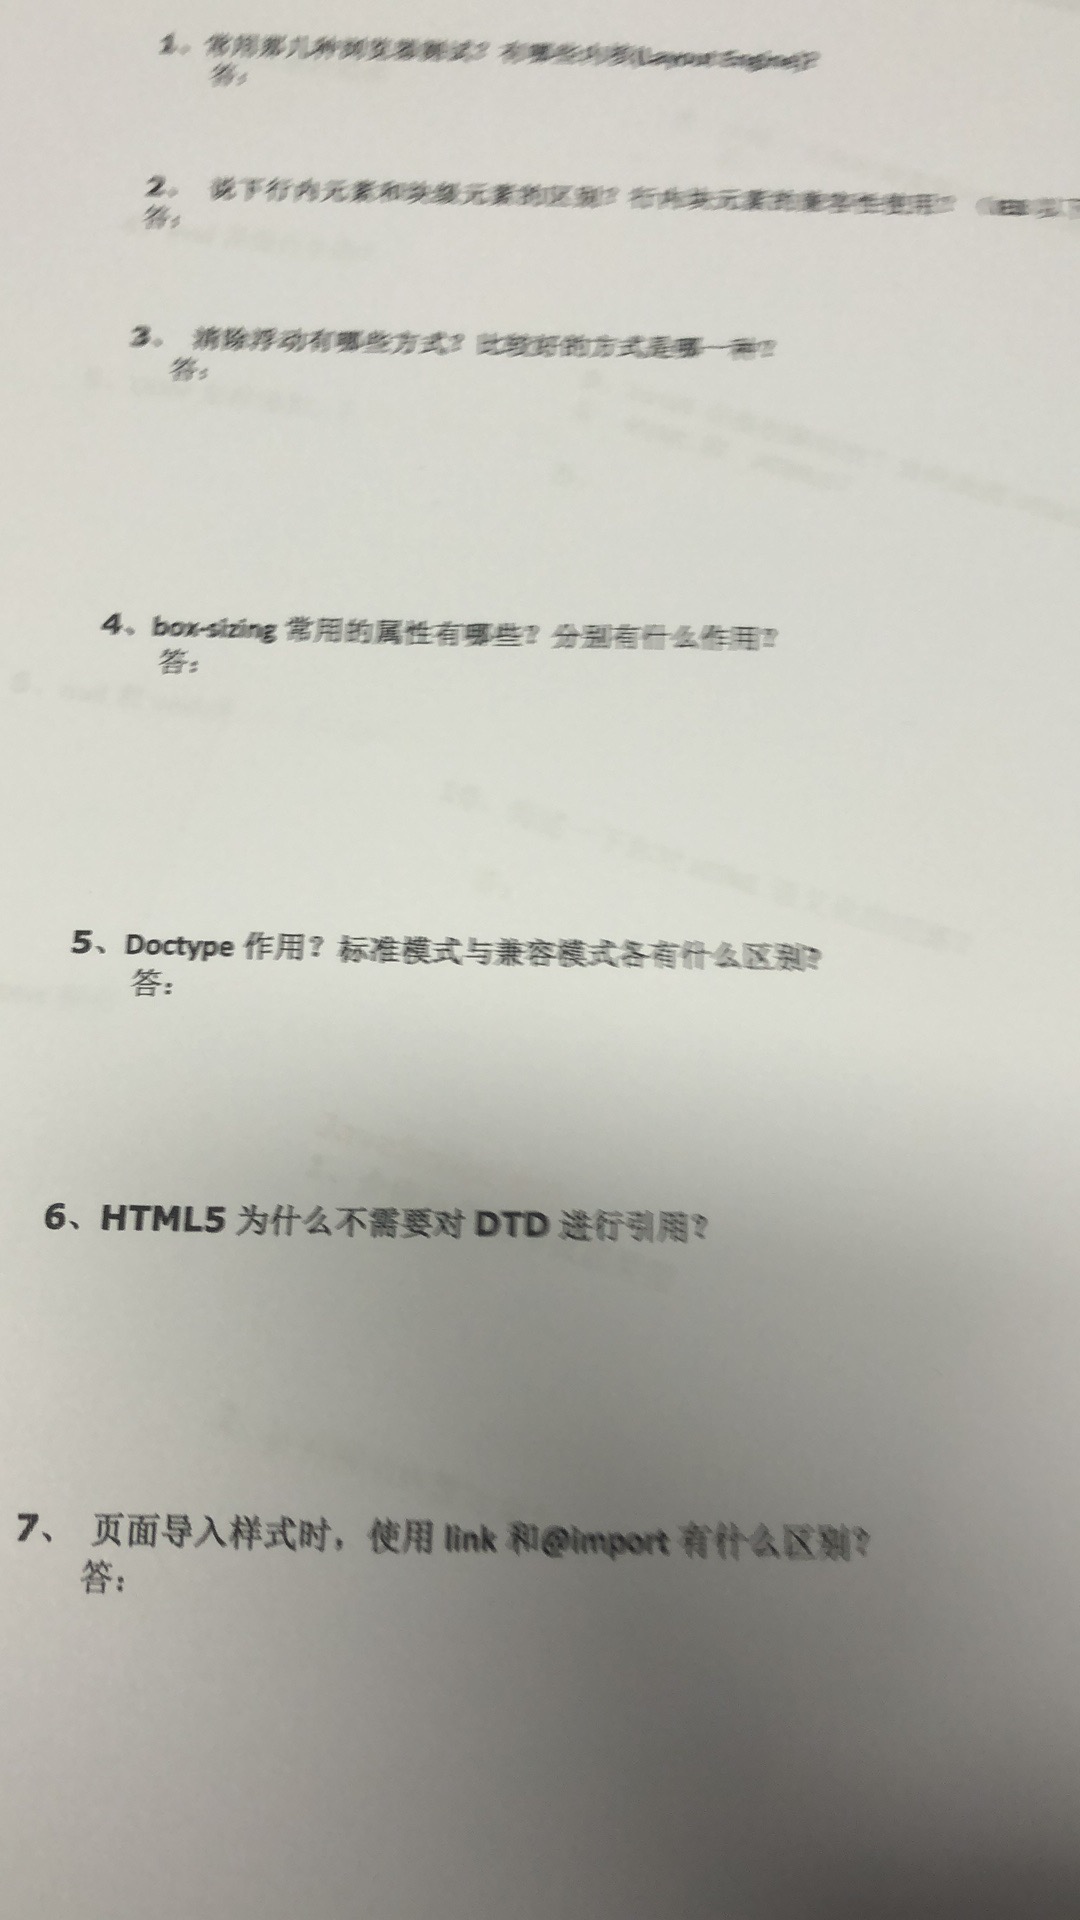 1、常用那几种浏览器测试？有哪些内核(Layout Engine)?
答：
2、 说下行内元素和块级元素的区别？行内块元素的兼容性使用？
答：
3、 清除浮动有哪些方式？比较好的方式是哪一种？
答：
4、box-sizing 常用的属性有哪些？分别有什么作用？
答：
5、Doctype 作用？标准模式与兼容模式各有什么区别?
答：
6、HTML5 为什么不需要对 DTD 进行引用？
7、 页面导入样式时，使用 link 和@import 有什么区别？
答：